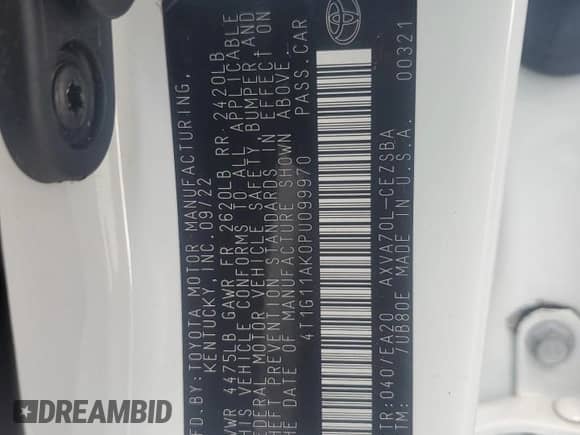 FD.BY:TOYOTA MOTOR MANUFACTURING,
KENTUCKY, INC. 09/22
GVWR 4475LB GAWR FR 2620LB RR 2420LB
THIS VEHICLE CONFORMS TO ALL APPLICABLE
FEDERAL MOTOR VEHICLE SAFETY, BUMPER, AND
THEFT PREVENTION STANDARDS IN EFFECT ON
THE DATE OF MANUFACTURE SHOWN ABOVE.
4T1G11AK0PU099970 PASS.CAR
TR:040/EA20 AXVA70L-CEZSBA
TM: /UB80E MADE IN U.S.A. 00321
DREAMBID